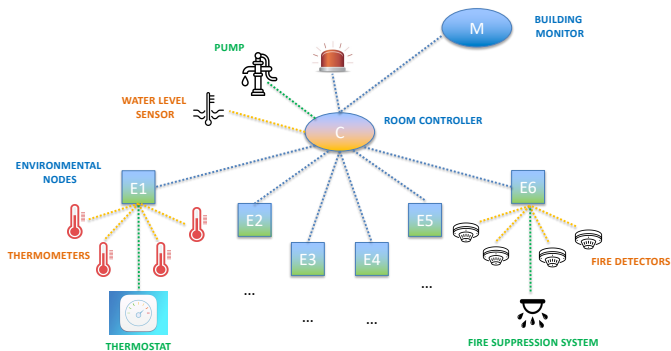 M
BUILDING
MONITOR
PUMP
WATER LEVEL
SENSOR
C
ROOM CONTROLLER
ENVIRONMENTAL
NODES
E1
E2
E3
E4
E5
E6
THERMOMETERS
FIRE DETECTORS
...
...
...
...
THERMOSTAT
FIRE SUPPRESSION SYSTEM